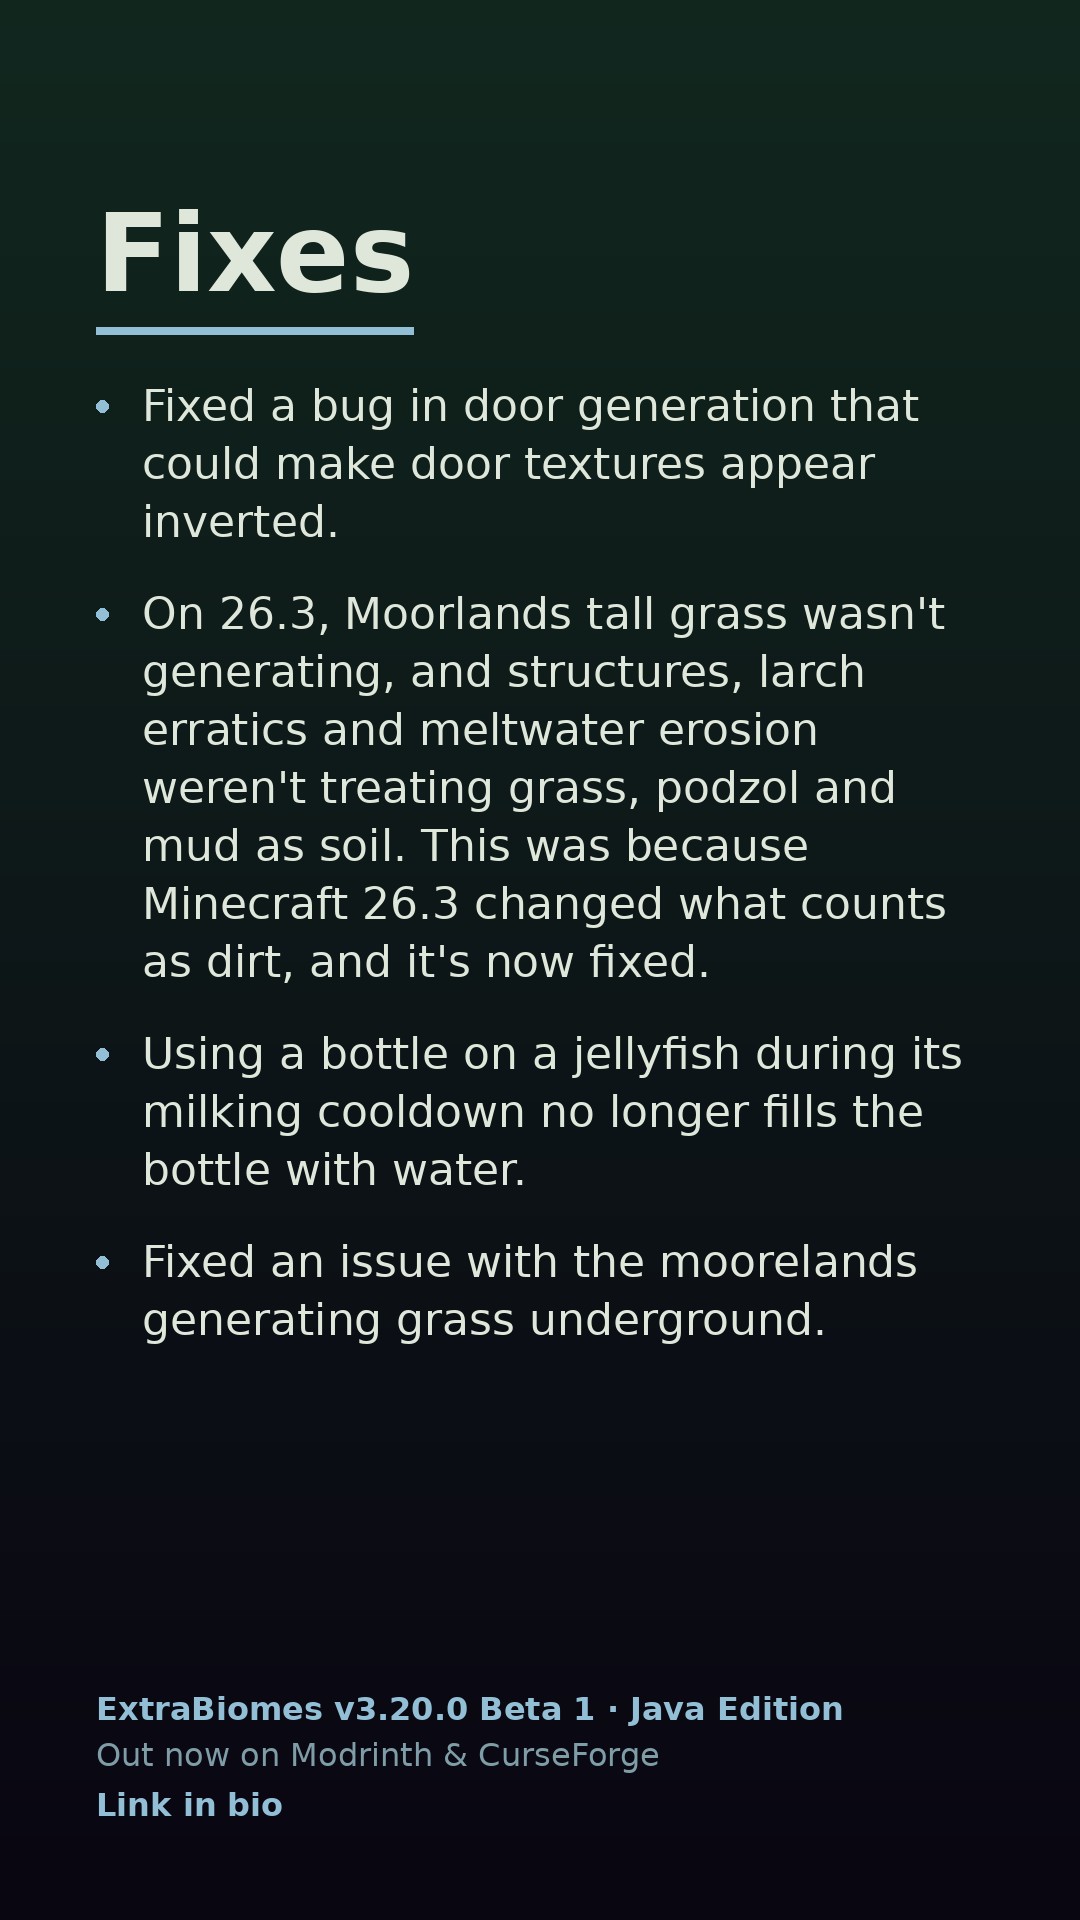 Fixes
• Fixed a bug in door generation that
could make door textures appear
inverted.
• On 26.3, Moorlands tall grass wasn't
generating, and structures, larch
erratics and meltwater erosion
weren't treating grass, podzol and
mud as soil. This was because
Minecraft 26.3 changed what counts
as dirt, and it's now fixed.
• Using a bottle on a jellyfish during its
milking cooldown no longer fills the
bottle with water.
• Fixed an issue with the moorelands
generating grass underground.
ExtraBiomes v3.20.0 Beta 1 · Java Edition
Out now on Modrinth & CurseForge
Link in bio